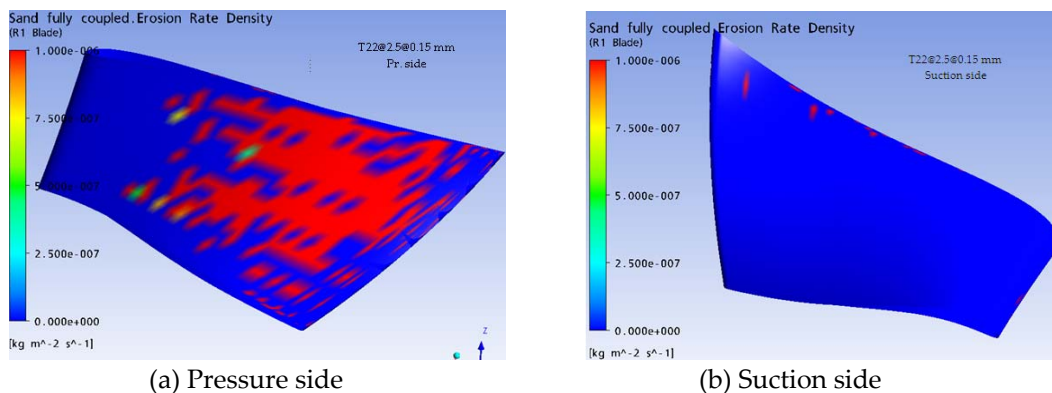 Sand fully coupled.Erosion Rate Density
(R1 Blade)
1.000e-006
T22@2.5@0.15 mm
Pr. side
7.500e-007
5.000e-007
2.500e-007
0.000e+000
[kg m^-2 s^-1]
Z
(a) Pressure side
Sand fully coupled.Erosion Rate Density
(R1 Blade)
1.000e-006
T22@2.5@0.15 mm
Suction side
7.500e-007
5.000e-007
2.500e-007
0.000e+000
[kg m^-2 s^-1]
(b) Suction side